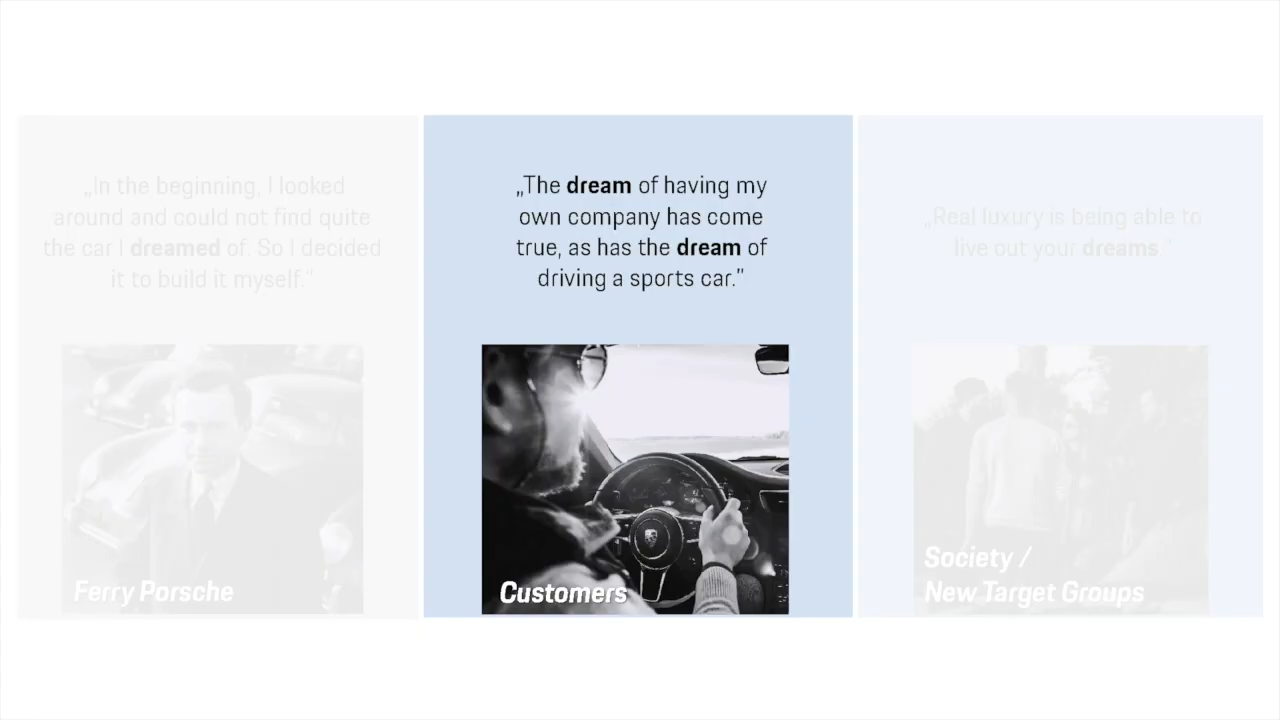 „In the beginning, I looked
around and could not find quite
the car I dreamed of. So I decided
it to build it myself."
Ferry Porsche
„The dream of having my
own company has come
true, as has the dream of
driving a sports car.”
Customers
„Real luxury is being able to
live out your dreams."
Society /
New Target Groups